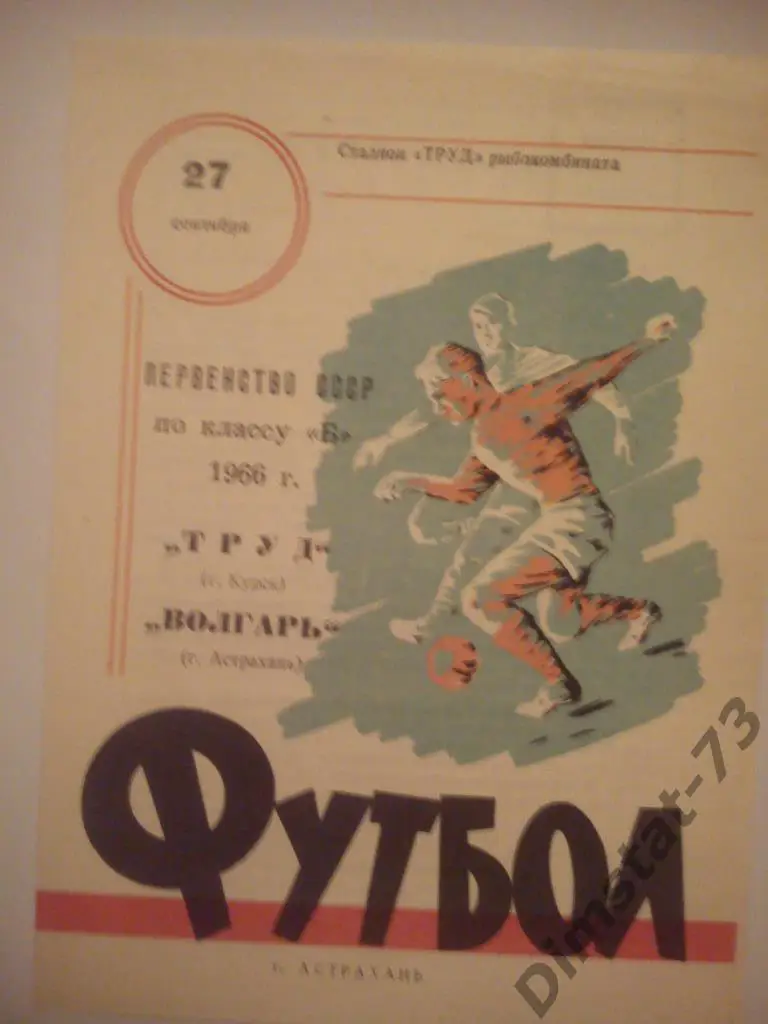 Стадион «ТРУД» рыбокомбината
27
сентября
ПЕРВЕНСТВО СССР
по классу «Б»
1966 г.
„ТРУД“
(г. Курск)
„ВОЛГАРЬ“
(г. Астрахань)
ФУТБОЛ
г. АСТРАХАНЬ
Dimstat-73